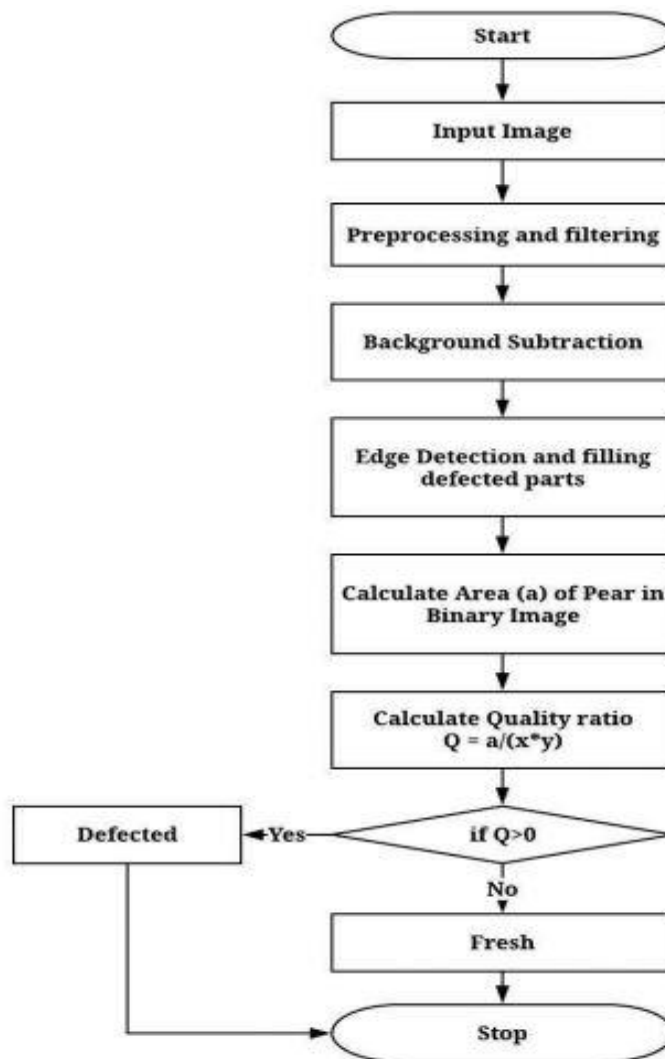 Start
Input Image
Preprocessing and filtering
Background Subtraction
Edge Detection and filling
defected parts
Calculate Area (a) of Pear in
Binary Image
Calculate Quality ratio
Q = a/(x*y)
if Q>0
Yes
Defected
No
Fresh
Stop